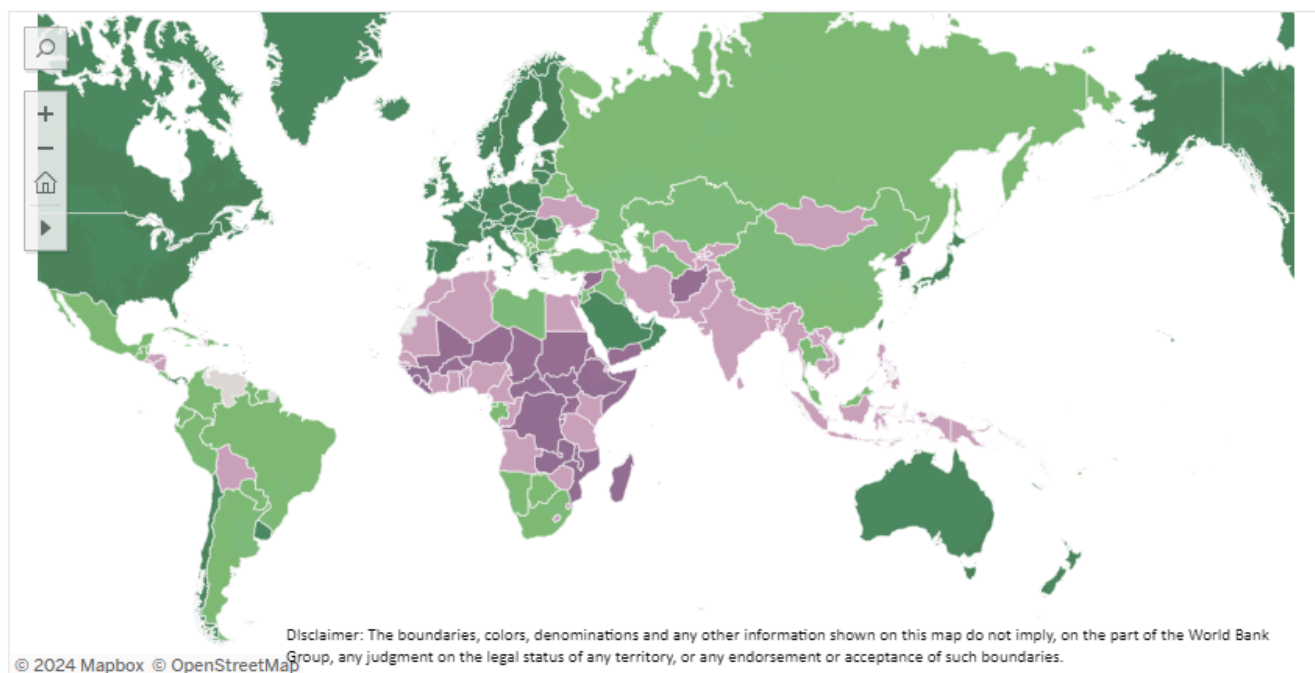 DIsclaimer: The boundaries, colors, denominations and any other information shown on this map do not imply, on the part of the World Bank
Group, any judgment on the legal status of any territory, or any endorsement or acceptance of such boundaries.
© 2024 Mapbox © OpenStreetMap